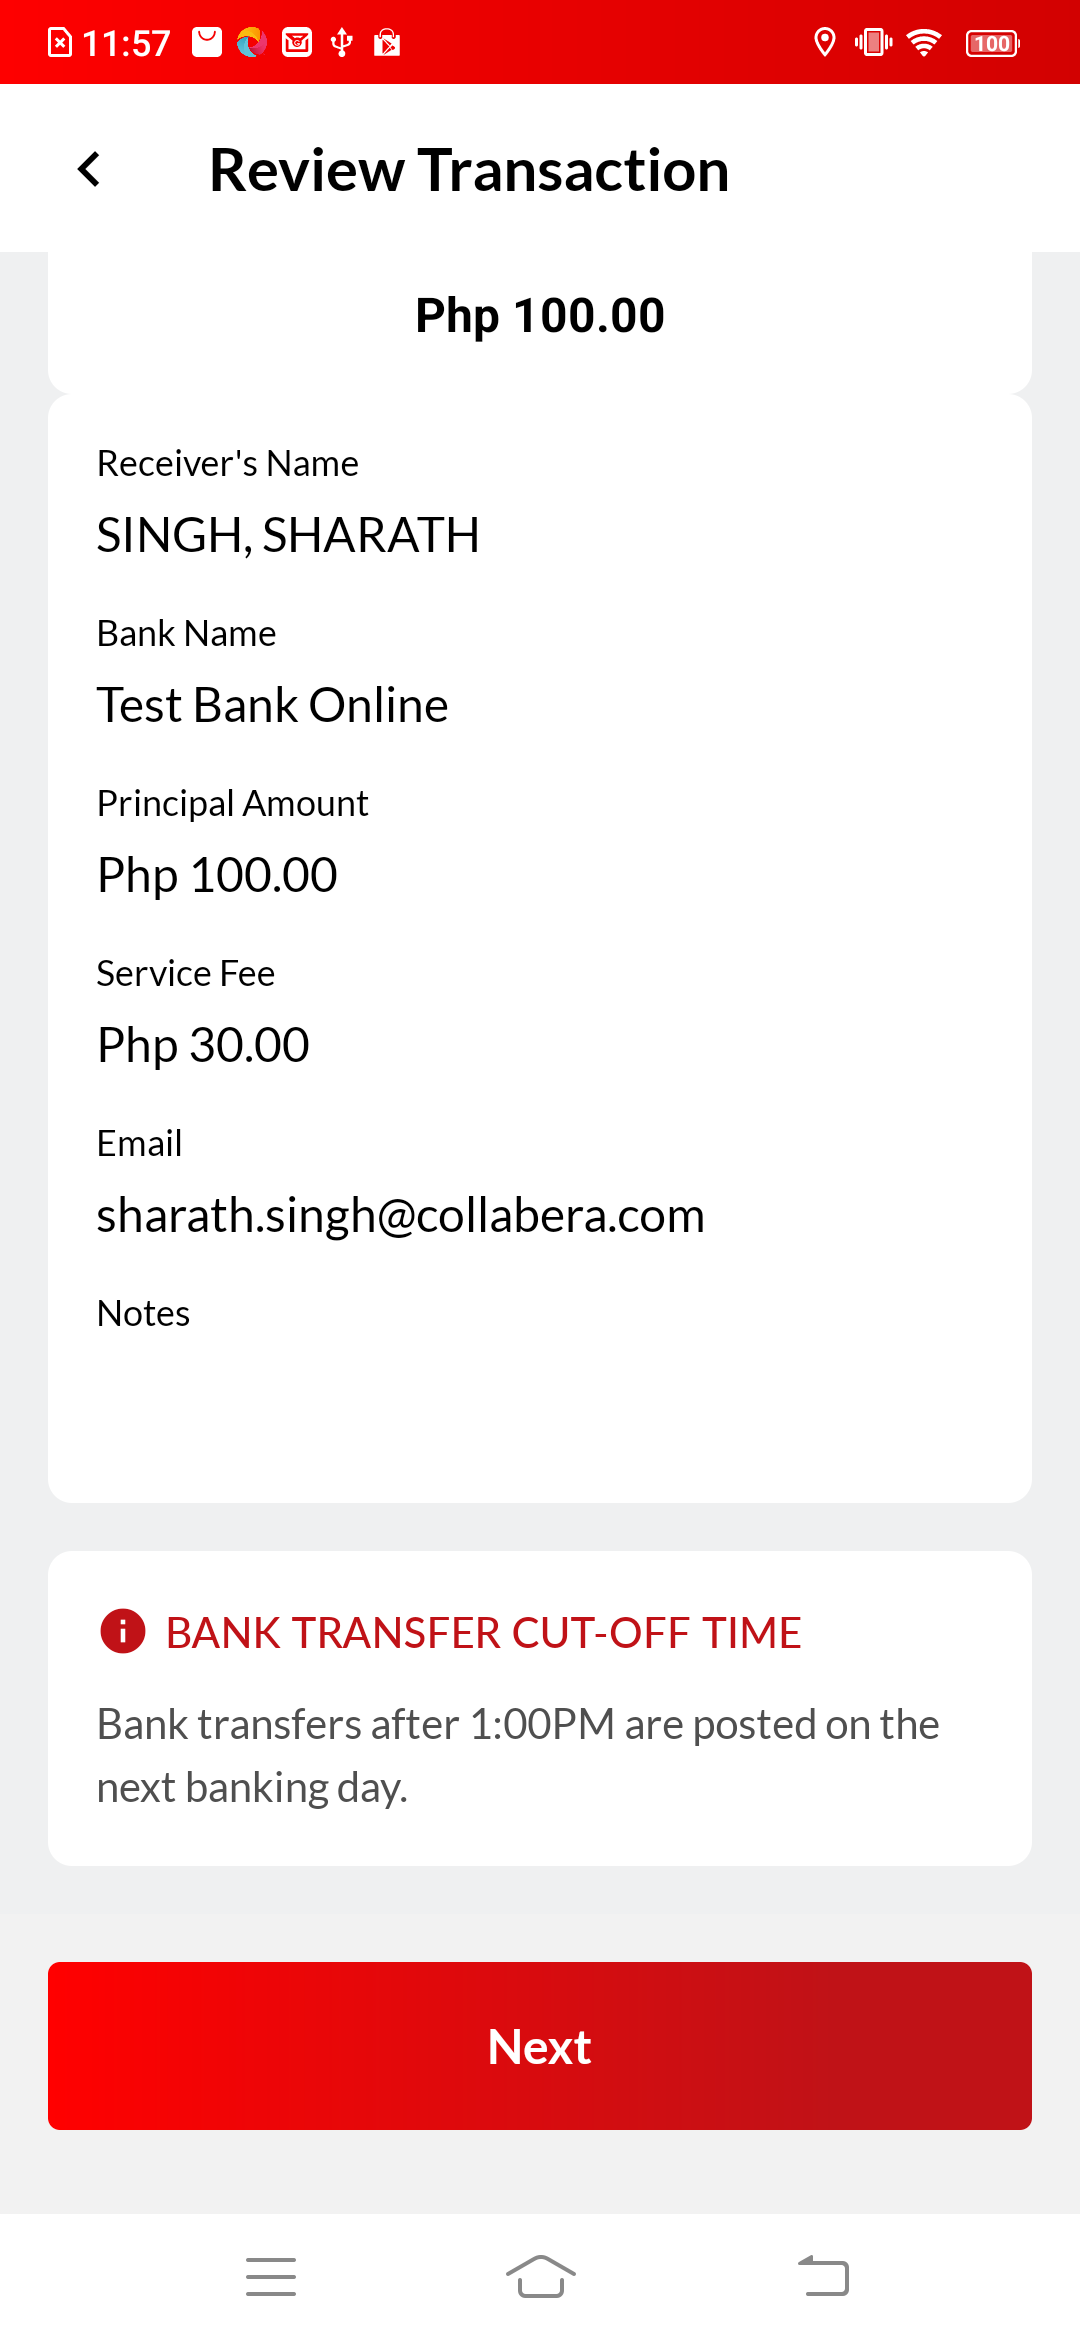 11:57
100
Review Transaction
Php 100.00
Receiver's Name
SINGH, SHARATH
Bank Name
Test Bank Online
Principal Amount
Php 100.00
Service Fee
Php 30.00
Email
sharath.singh@collabera.com
Notes
BANK TRANSFER CUT-OFF TIME
Bank transfers after 1:00PM are posted on the
next banking day.
Next